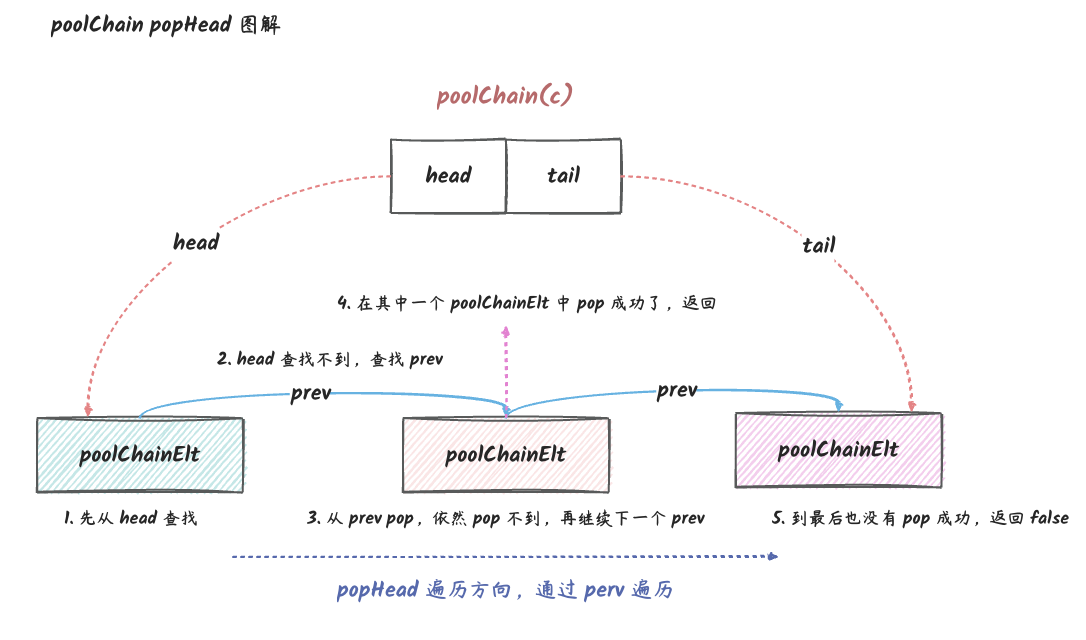 poolChain popHead 图解
poolChain(c)
head
tail
head
tail
4. 在其中一个 poolChainElt 中 pop 成功了，返回
2. head 查找不到，查找 prev
prev
prev
poolChainElt
poolChainElt
poolChainElt
1. 先从 head 查找
3. 从 prev pop，依然 pop 不到，再继续下一个 prev
5. 到最后也没有 pop 成功，返回 false
popHead 遍历方向，通过 perv 遍历